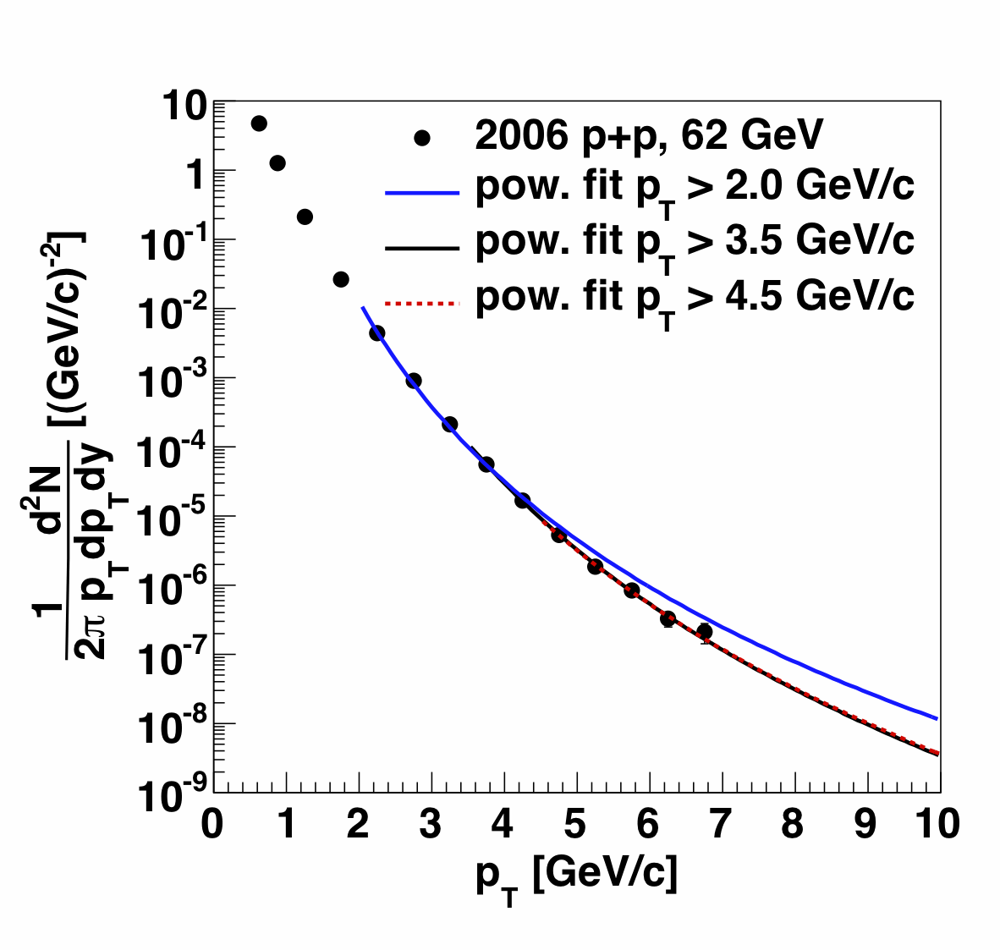 2006 p+p, 62 GeV
pow. fit p_T > 2.0 GeV/c
pow. fit p_T > 3.5 GeV/c
pow. fit p_T > 4.5 GeV/c
10
1
10^-1
10^-2
10^-3
10^-4
10^-5
10^-6
10^-7
10^-8
10^-9
1/2π d^2N/p_T dp_T dy [(GeV/c)^-2]
0 1 2 3 4 5 6 7 8 9 10
p_T [GeV/c]